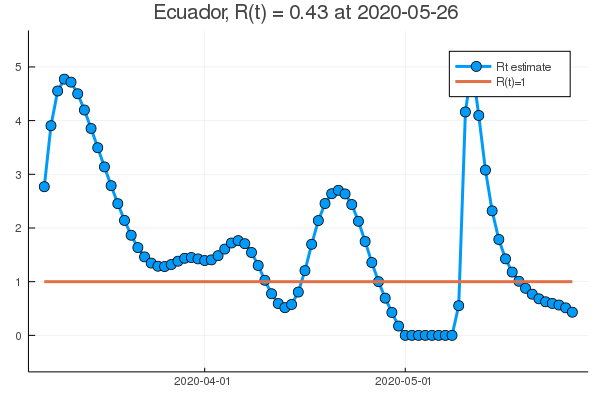 Ecuador, R(t) = 0.43 at 2020-05-26
Rt estimate
R(t)=1
5
4
3
2
1
0
2020-04-01
2020-05-01